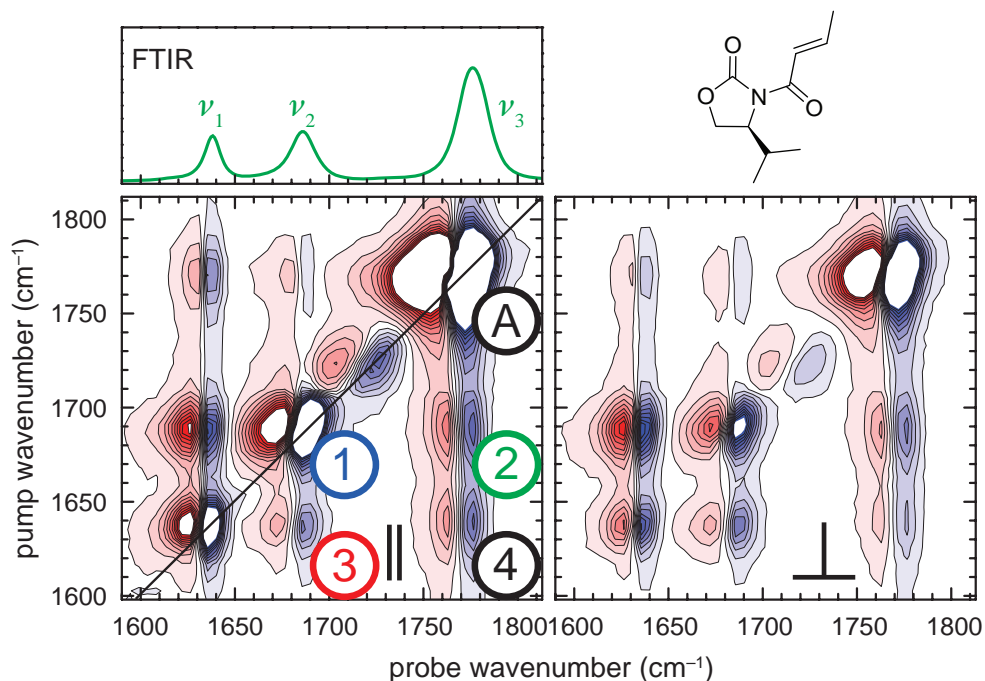 FTIR
ν₁
ν₂
ν₃
O
O
N
O
pump wavenumber (cm⁻¹)
1800
1750
1700
1650
1600
A
1
2
3
||
4
⊥
1600
1650
1700
1750
1800
1600
1650
1700
1750
1800
probe wavenumber (cm⁻¹)